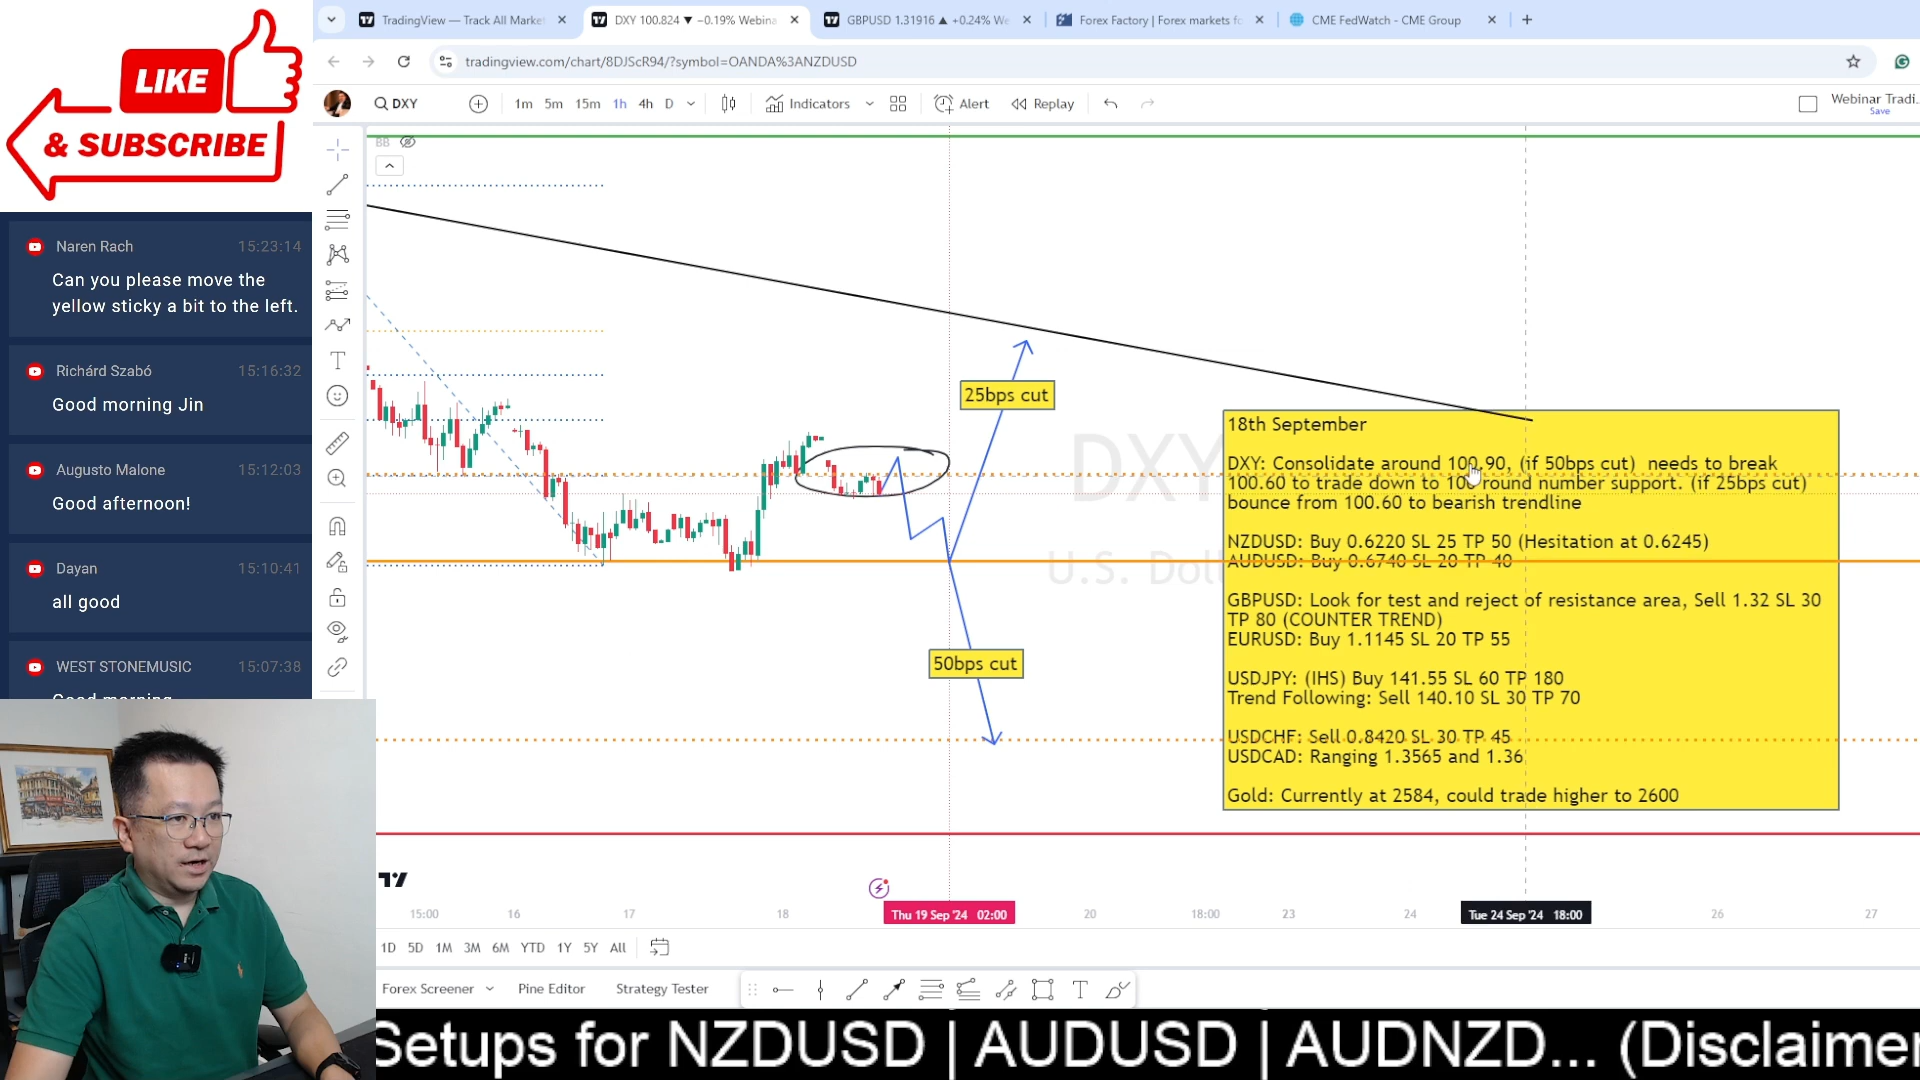 LIKE
& SUBSCRIBE
Naren Rach 15:23:14
Can you please move the
yellow sticky a bit to the left.
Richárd Szabó 15:16:32
Good morning Jin
Augusto Malone 15:12:03
Good afternoon!
Dayan 15:10:41
all good
WEST STONEMUSIC 15:07:38
Good morning
TradingView — Track All Market
DXY 100.824 ▼ −0.19% Webina
GBPUSD 1.31916 ▲ +0.24% We
Forex Factory | Forex markets fo
CME FedWatch - CME Group
tradingview.com/chart/8DJScR94/?symbol=OANDA%3ANZDUSD
DXY
1m 5m 15m 1h 4h D
Indicators
Alert
Replay
Webinar Tradi...
Save
BB
25bps cut
50bps cut
DXY
U.S. Doll
18th September
DXY: Consolidate around 100.90, (if 50bps cut) needs to break
100.60 to trade down to 100 round number support. (if 25bps cut)
bounce from 100.60 to bearish trendline
NZDUSD: Buy 0.6220 SL 25 TP 50 (Hesitation at 0.6245)
AUDUSD: Buy 0.6740 SL 20 TP 40
GBPUSD: Look for test and reject of resistance area, Sell 1.32 SL 30
TP 80 (COUNTER TREND)
EURUSD: Buy 1.1145 SL 20 TP 55
USDJPY: (IHS) Buy 141.55 SL 60 TP 180
Trend Following: Sell 140.10 SL 30 TP 70
USDCHF: Sell 0.8420 SL 30 TP 45
USDCAD: Ranging 1.3565 and 1.36
Gold: Currently at 2584, could trade higher to 2600
15:00 16 17 18 Thu 19 Sep '24 02:00 20 18:00 23 24 Tue 24 Sep '24 18:00 26 27
1D 5D 1M 3M 6M YTD 1Y 5Y All
Forex Screener Pine Editor Strategy Tester
Setups for NZDUSD | AUDUSD | AUDNZD... (Disclaimer